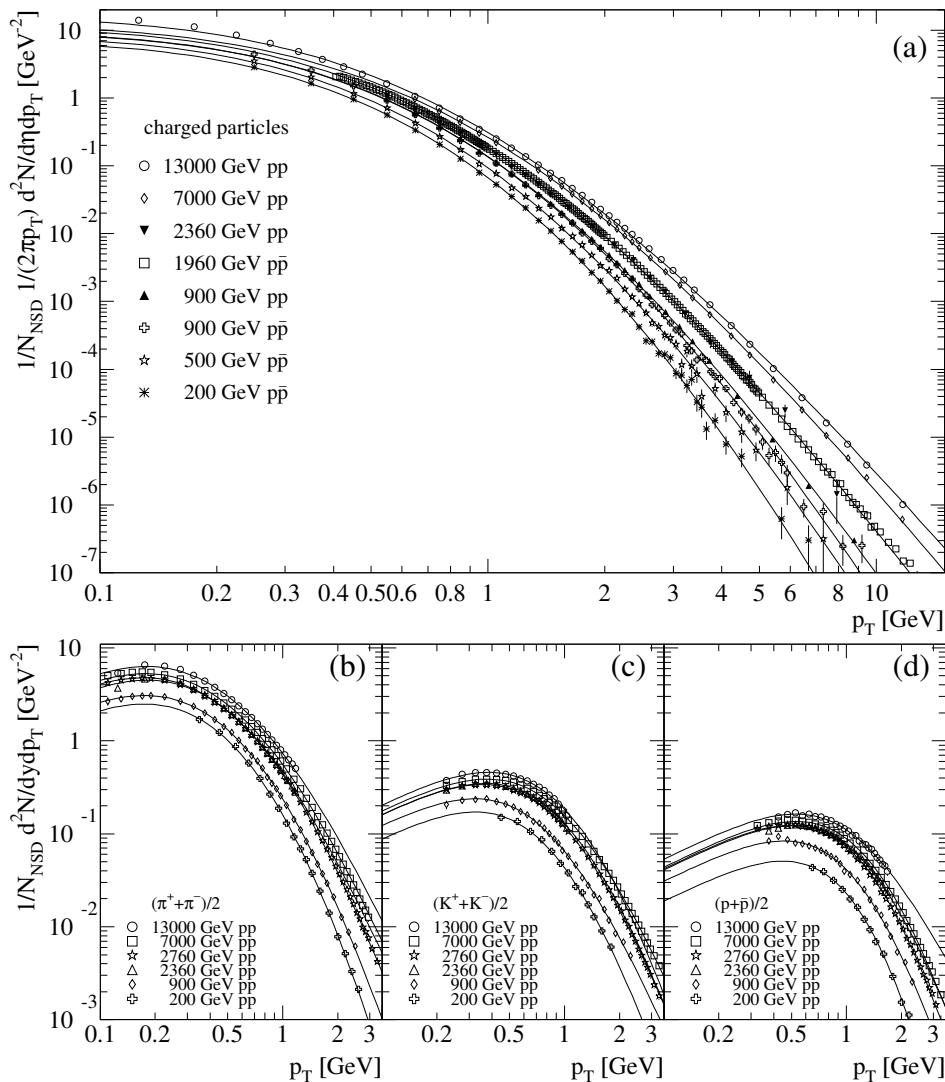 1/N_NSD 1/(2πp_T) d²N/dηdp_T [GeV⁻²]
10
1
10⁻¹
10⁻²
10⁻³
10⁻⁴
10⁻⁵
10⁻⁶
10⁻⁷
(a)
charged particles
13000 GeV pp
7000 GeV pp
2360 GeV pp
1960 GeV pp̄
900 GeV pp
900 GeV pp̄
500 GeV pp̄
200 GeV pp̄
0.1 0.2 0.3 0.4 0.5 0.6 0.8 1 2 3 4 5 6 7 8 10
p_T [GeV]
1/N_NSD d²N/dydp_T [GeV⁻²]
10
1
10⁻¹
10⁻²
10⁻³
(b)
(π⁺+π⁻)/2
13000 GeV pp
7000 GeV pp
2760 GeV pp
2360 GeV pp
900 GeV pp
200 GeV pp
0.1 0.2 0.5 1 2 3
p_T [GeV]
(c)
(K⁺+K⁻)/2
13000 GeV pp
7000 GeV pp
2760 GeV pp
2360 GeV pp
900 GeV pp
200 GeV pp
0.2 0.5 1 2 3
p_T [GeV]
(d)
(p+p̄)/2
13000 GeV pp
7000 GeV pp
2760 GeV pp
2360 GeV pp
900 GeV pp
200 GeV pp
0.2 0.5 1 2 3
p_T [GeV]